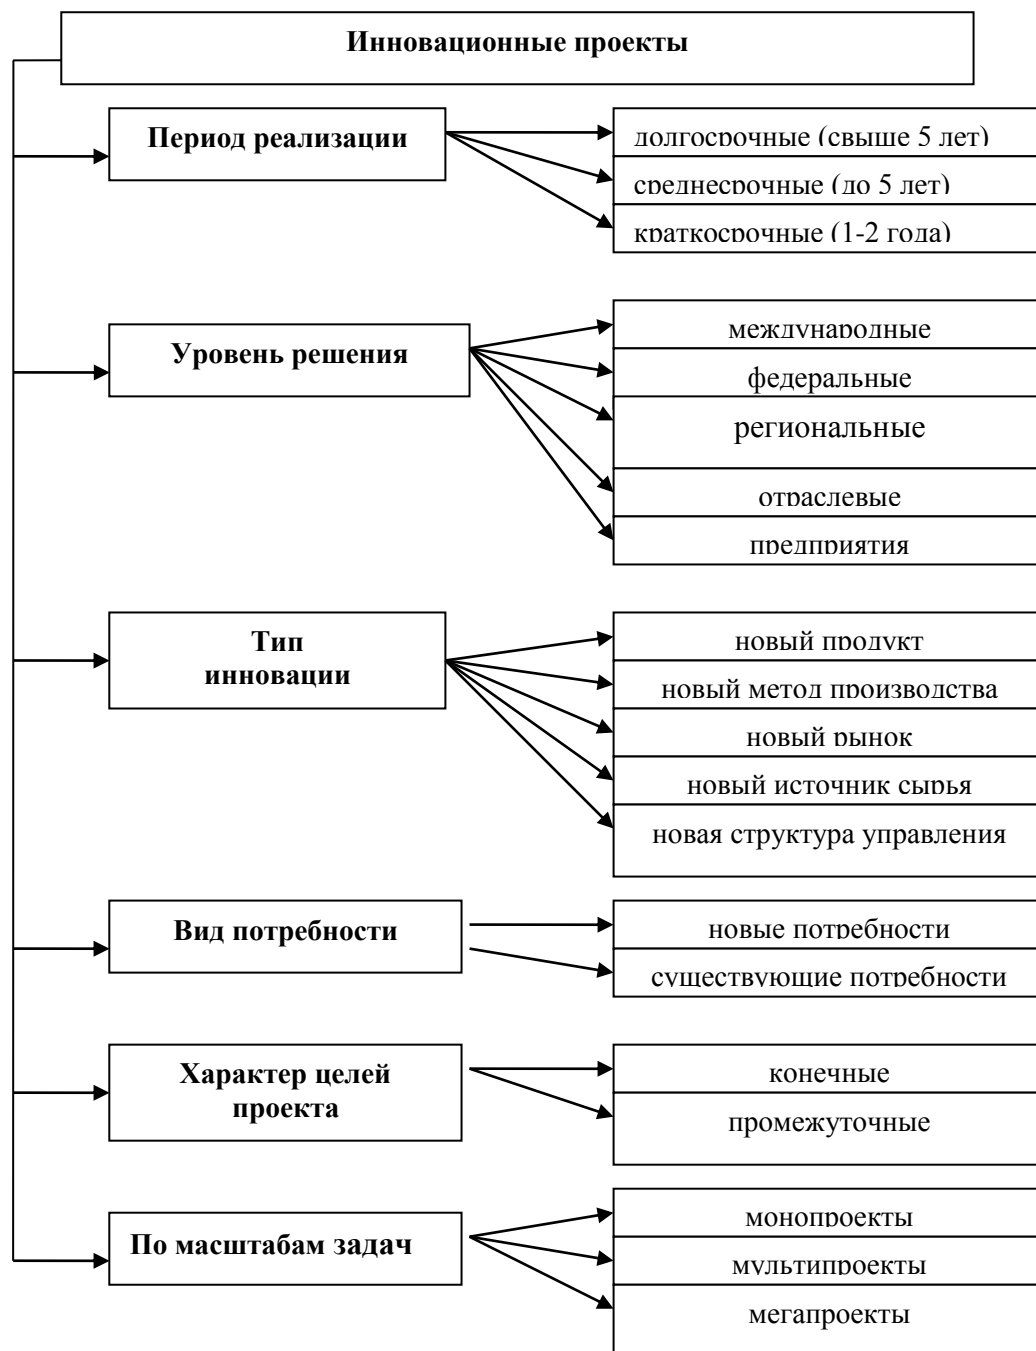 Инновационные проекты
Период реализации
долгосрочные (свыше 5 лет)
среднесрочные (до 5 лет)
краткосрочные (1-2 года)
Уровень решения
международные
федеральные
региональные
отраслевые
предприятия
Тип
инновации
новый продукт
новый метод производства
новый рынок
новый источник сырья
новая структура управления
Вид потребности
новые потребности
существующие потребности
Характер целей
проекта
конечные
промежуточные
По масштабам задач
монопроекты
мультипроекты
мегапроекты